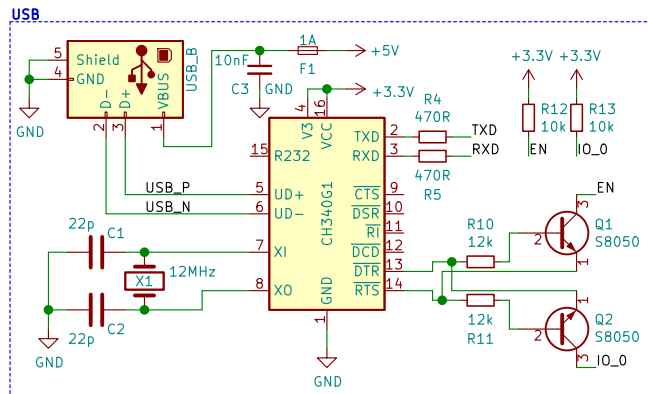 USB
5
Shield
4
GND
D-
D+
VBUS
USB_B
2
3
1
GND
10nF
C3
GND
1A
F1
+5V
+3.3V
4
16
V3
VCC
15
R232
CH340G1
TXD
2
RXD
3
R4
470R
TXD
RXD
470R
R5
+3.3V
+3.3V
R12
10k
R13
10k
EN
IO_0
USB_P
5
UD+
USB_N
6
UD-
CTS
9
DSR
10
RI
11
DCD
12
DTR
13
RTS
14
22p
C1
7
XI
X1
12MHz
8
XO
22p
C2
GND
GND
1
GND
R10
12k
12k
R11
EN
3
2
1
Q1
S8050
1
2
3
Q2
S8050
IO_0